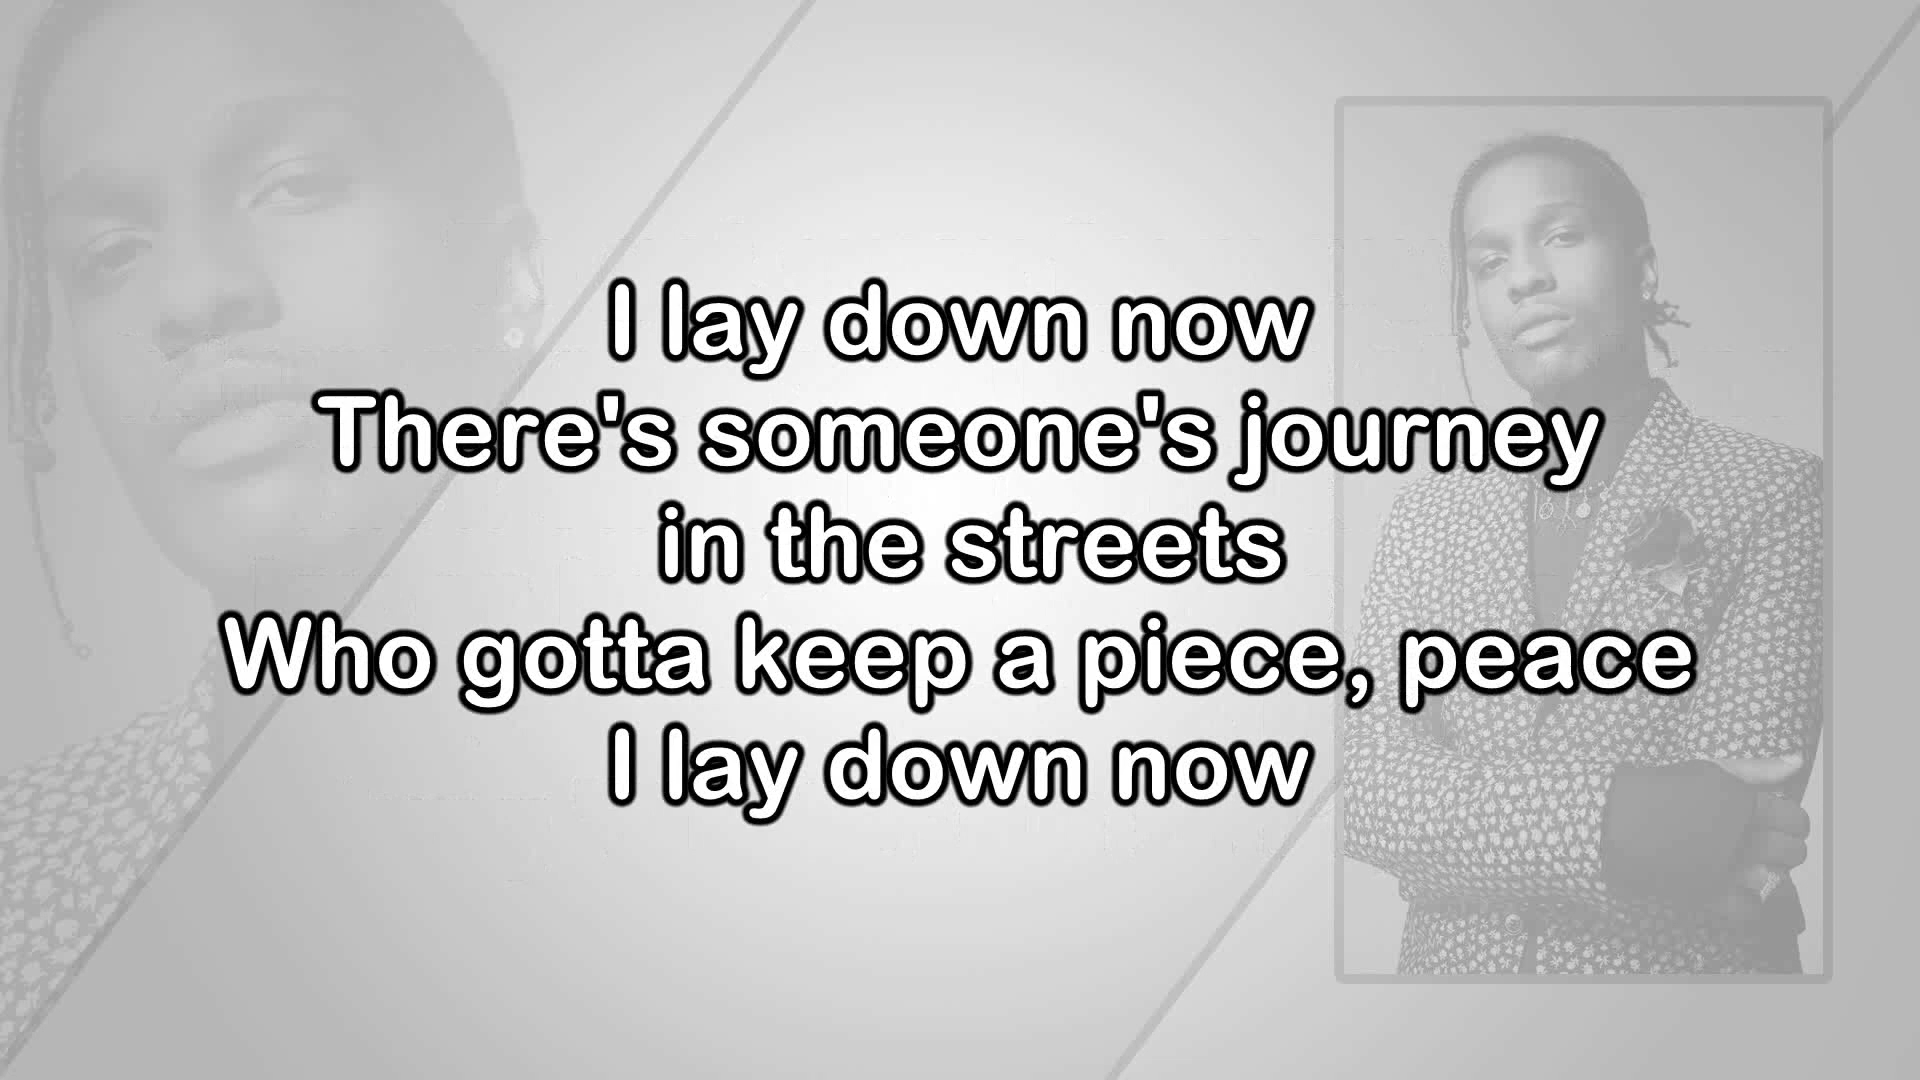 I lay down now
There's someone's journey
in the streets
Who gotta keep a piece, peace
I lay down now